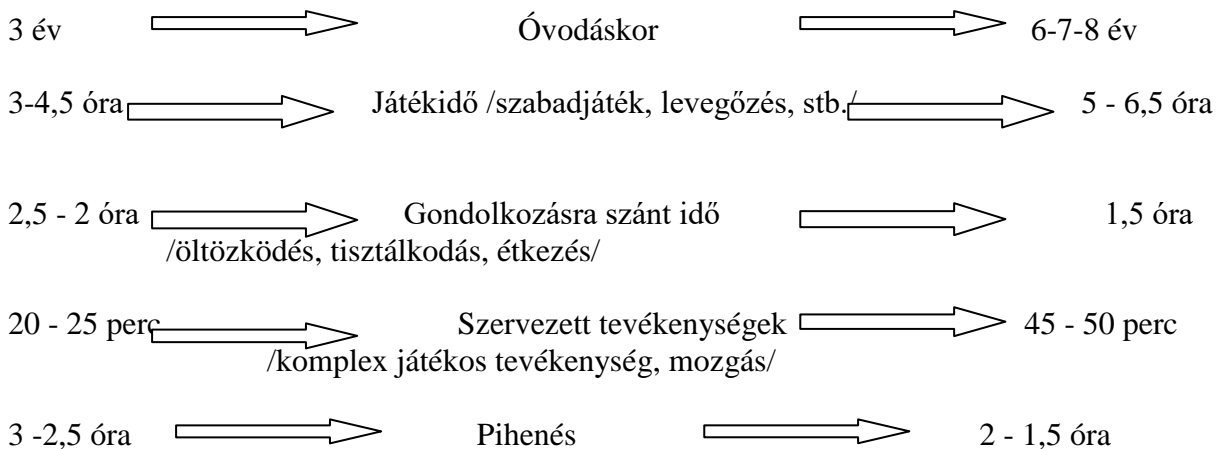 3 év Óvodáskor 6-7-8 év
3-4,5 óra Játékidő /szabadjáték, levegőzés, stb./ 5 - 6,5 óra
2,5 - 2 óra Gondolkozásra szánt idő 1,5 óra
/öltözködés, tisztálkodás, étkezés/
20 - 25 perc Szervezett tevékenységek 45 - 50 perc
/komplex játékos tevékenység, mozgás/
3 -2,5 óra Pihenés 2 - 1,5 óra